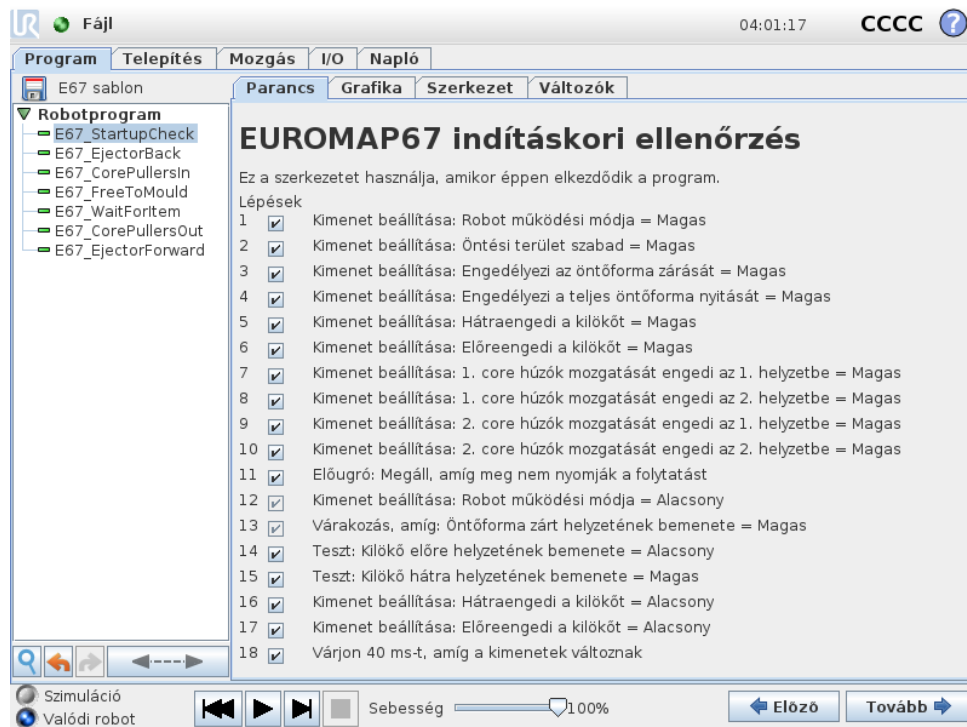 UR Fájl 04:01:17 CCCC ?
Program Telepítés Mozgás I/O Napló
E67 sablon
Parancs Grafika Szerkezet Változók
Robotprogram
E67_StartupCheck
E67_EjectorBack
E67_CorePullersIn
E67_FreeToMould
E67_WaitForItem
E67_CorePullersOut
E67_EjectorForward
EUROMAP67 indításkori ellenőrzés
Ez a szerkezetet használja, amikor éppen elkezdődik a program.
Lépések
1 Kimenet beállítása: Robot működési módja = Magas
2 Kimenet beállítása: Öntési terület szabad = Magas
3 Kimenet beállítása: Engedélyezi az öntőforma zárását = Magas
4 Kimenet beállítása: Engedélyezi a teljes öntőforma nyitását = Magas
5 Kimenet beállítása: Hátraengedi a kilökőt = Magas
6 Kimenet beállítása: Előreengedi a kilökőt = Magas
7 Kimenet beállítása: 1. core húzók mozgatását engedi az 1. helyzetbe = Magas
8 Kimenet beállítása: 1. core húzók mozgatását engedi az 2. helyzetbe = Magas
9 Kimenet beállítása: 2. core húzók mozgatását engedi az 1. helyzetbe = Magas
10 Kimenet beállítása: 2. core húzók mozgatását engedi az 2. helyzetbe = Magas
11 Előugró: Megáll, amíg meg nem nyomják a folytatást
12 Kimenet beállítása: Robot működési módja = Alacsony
13 Várakozás, amíg: Öntőforma zárt helyzetének bemenete = Magas
14 Teszt: Kilökő előre helyzetének bemenete = Alacsony
15 Teszt: Kilökő hátra helyzetének bemenete = Magas
16 Kimenet beállítása: Hátraengedi a kilökőt = Alacsony
17 Kimenet beállítása: Előreengedi a kilökőt = Alacsony
18 Várjon 40 ms-t, amíg a kimenetek változnak
Szimuláció
Valódi robot
Sebesség 100%
Előző Tovább